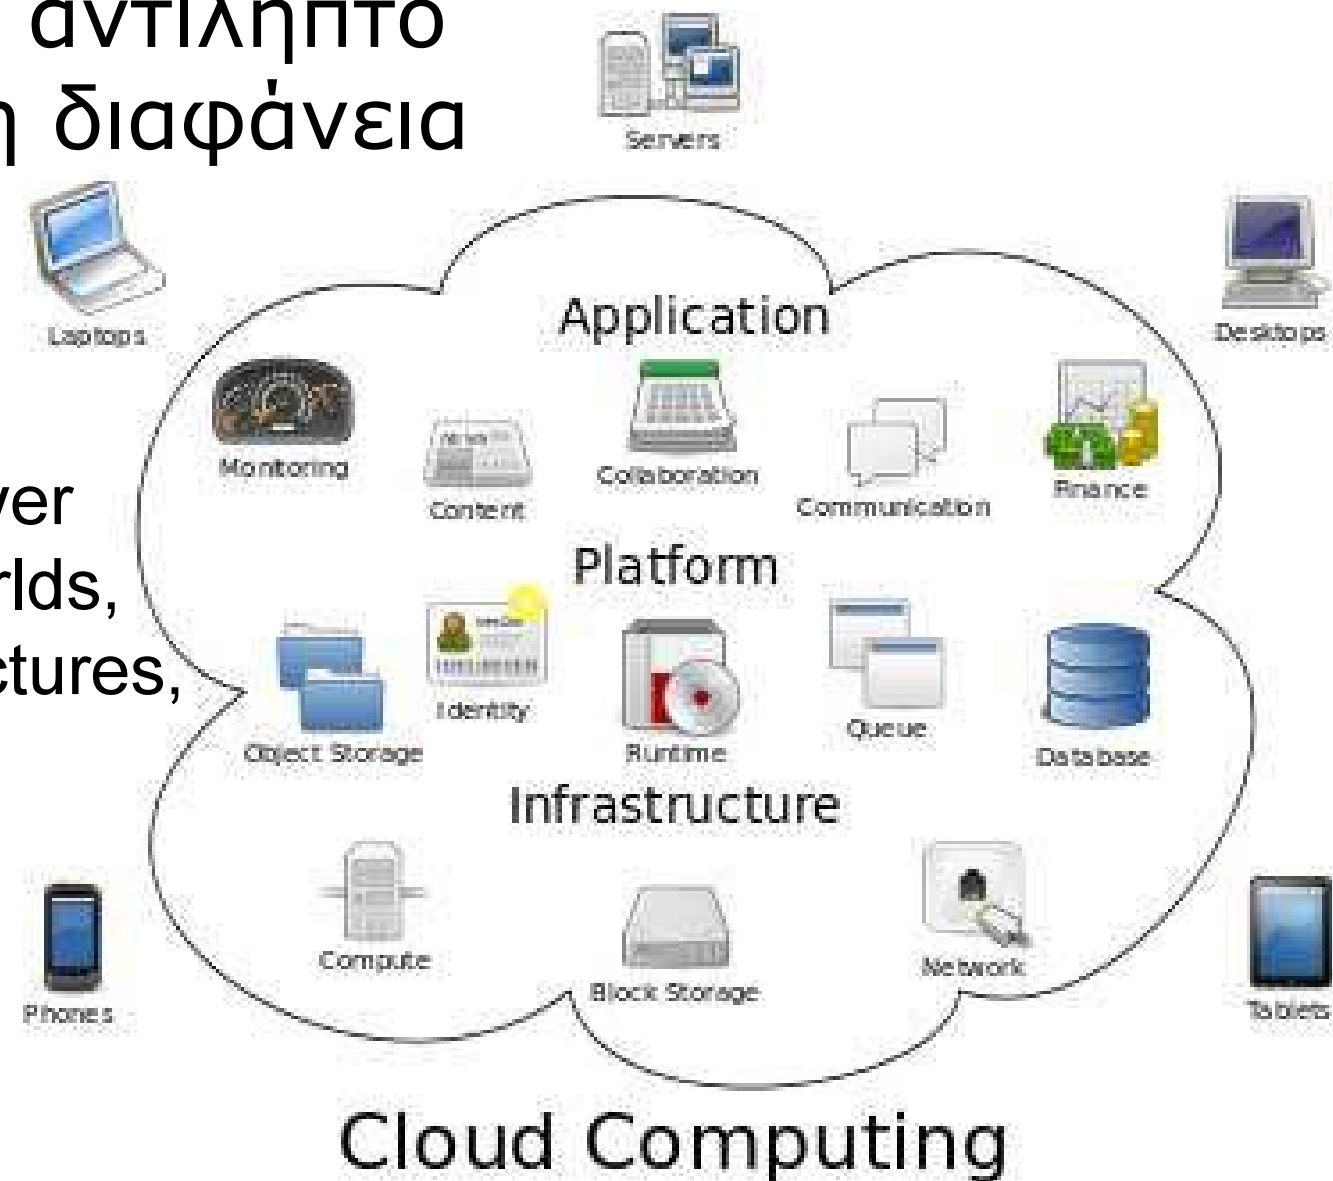 αντιληπτό
η διαφάνεια
Servers
Laptops
Desktops
Application
Monitoring
Content
Collaboration
Communication
Finance
ver
rlds,
ctures,
Platform
Object Storage
Identity
Runtime
Queue
Database
Infrastructure
Compute
Block Storage
Network
Phones
Tablets
Cloud Computing